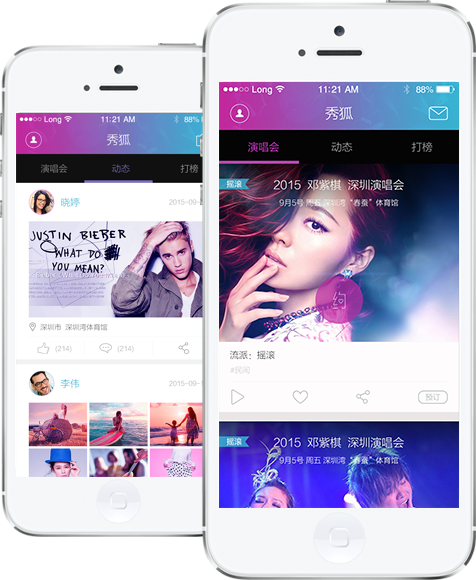 Long 11:21 AM 88%
秀狐
演唱会 动态 打榜
晓婷 2015-09-
JUSTIN BIEBER
WHAT DO
YOU MEAN?
深圳市 深圳湾体育馆
(214) (214)
李伟 2015-09-1
Long 11:21 AM 88%
秀狐
演唱会 动态 打榜
摇滚 2015 邓紫棋 深圳演唱会
9月5号 周五 深圳湾“春蚕”体育馆
约
流派：摇滚
#民间
预订
摇滚 2015 邓紫棋 深圳演唱会
9月5号 周五 深圳湾“春蚕”体育馆